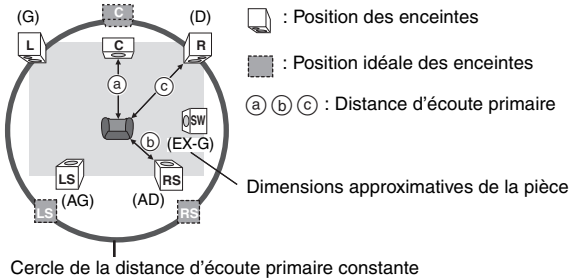 (G)
C
(D)
L
C
R
a
c
b
SW
(EX-G)
LS
RS
(AG)
(AD)
LS
RS
: Position des enceintes
: Position idéale des enceintes
a b c : Distance d'écoute primaire
Dimensions approximatives de la pièce
Cercle de la distance d'écoute primaire constante